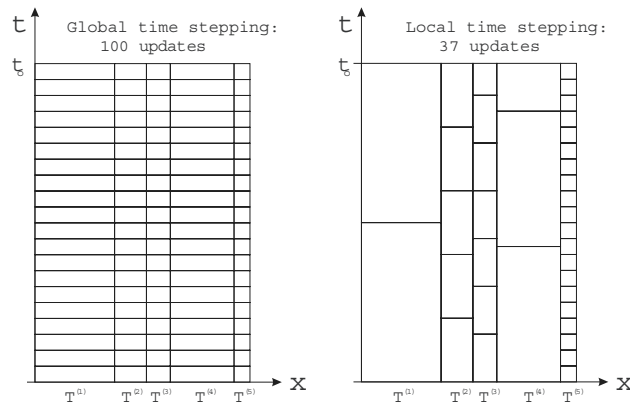 t
Global time stepping:
100 updates
t₀
T⁽¹⁾ T⁽²⁾ T⁽³⁾ T⁽⁴⁾ T⁽⁵⁾
x
t
Local time stepping:
37 updates
t₀
T⁽¹⁾ T⁽²⁾ T⁽³⁾ T⁽⁴⁾ T⁽⁵⁾
x